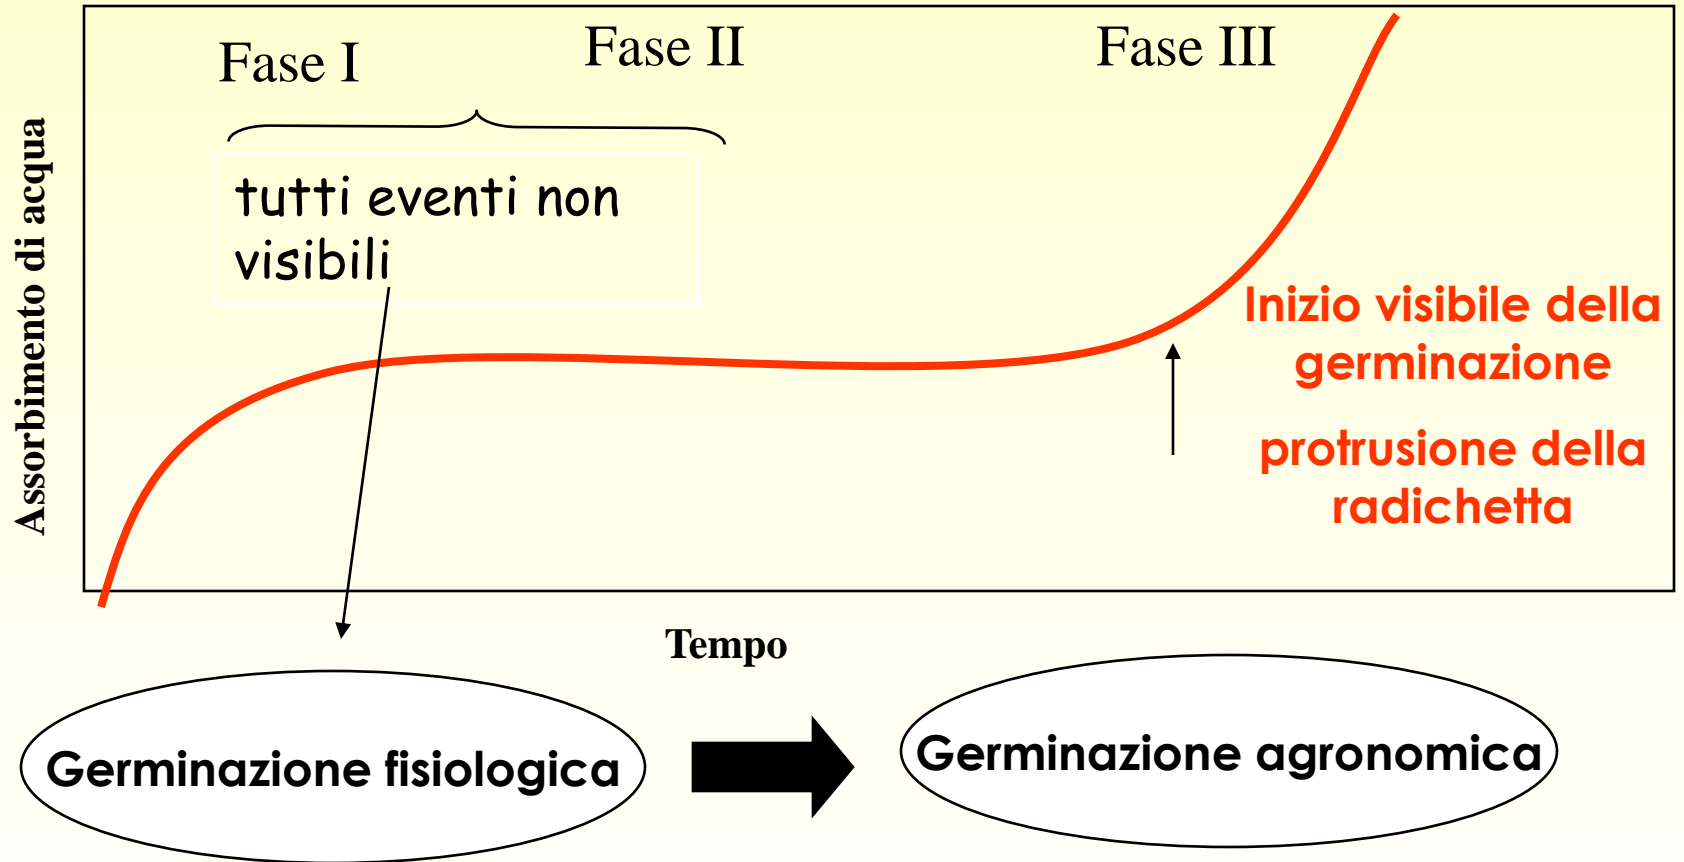 Fase I
Fase II
Fase III
tutti eventi non
visibili
Assorbimento di acqua
Inizio visibile della
germinazione
protrusione della
radichetta
Tempo
Germinazione fisiologica
Germinazione agronomica